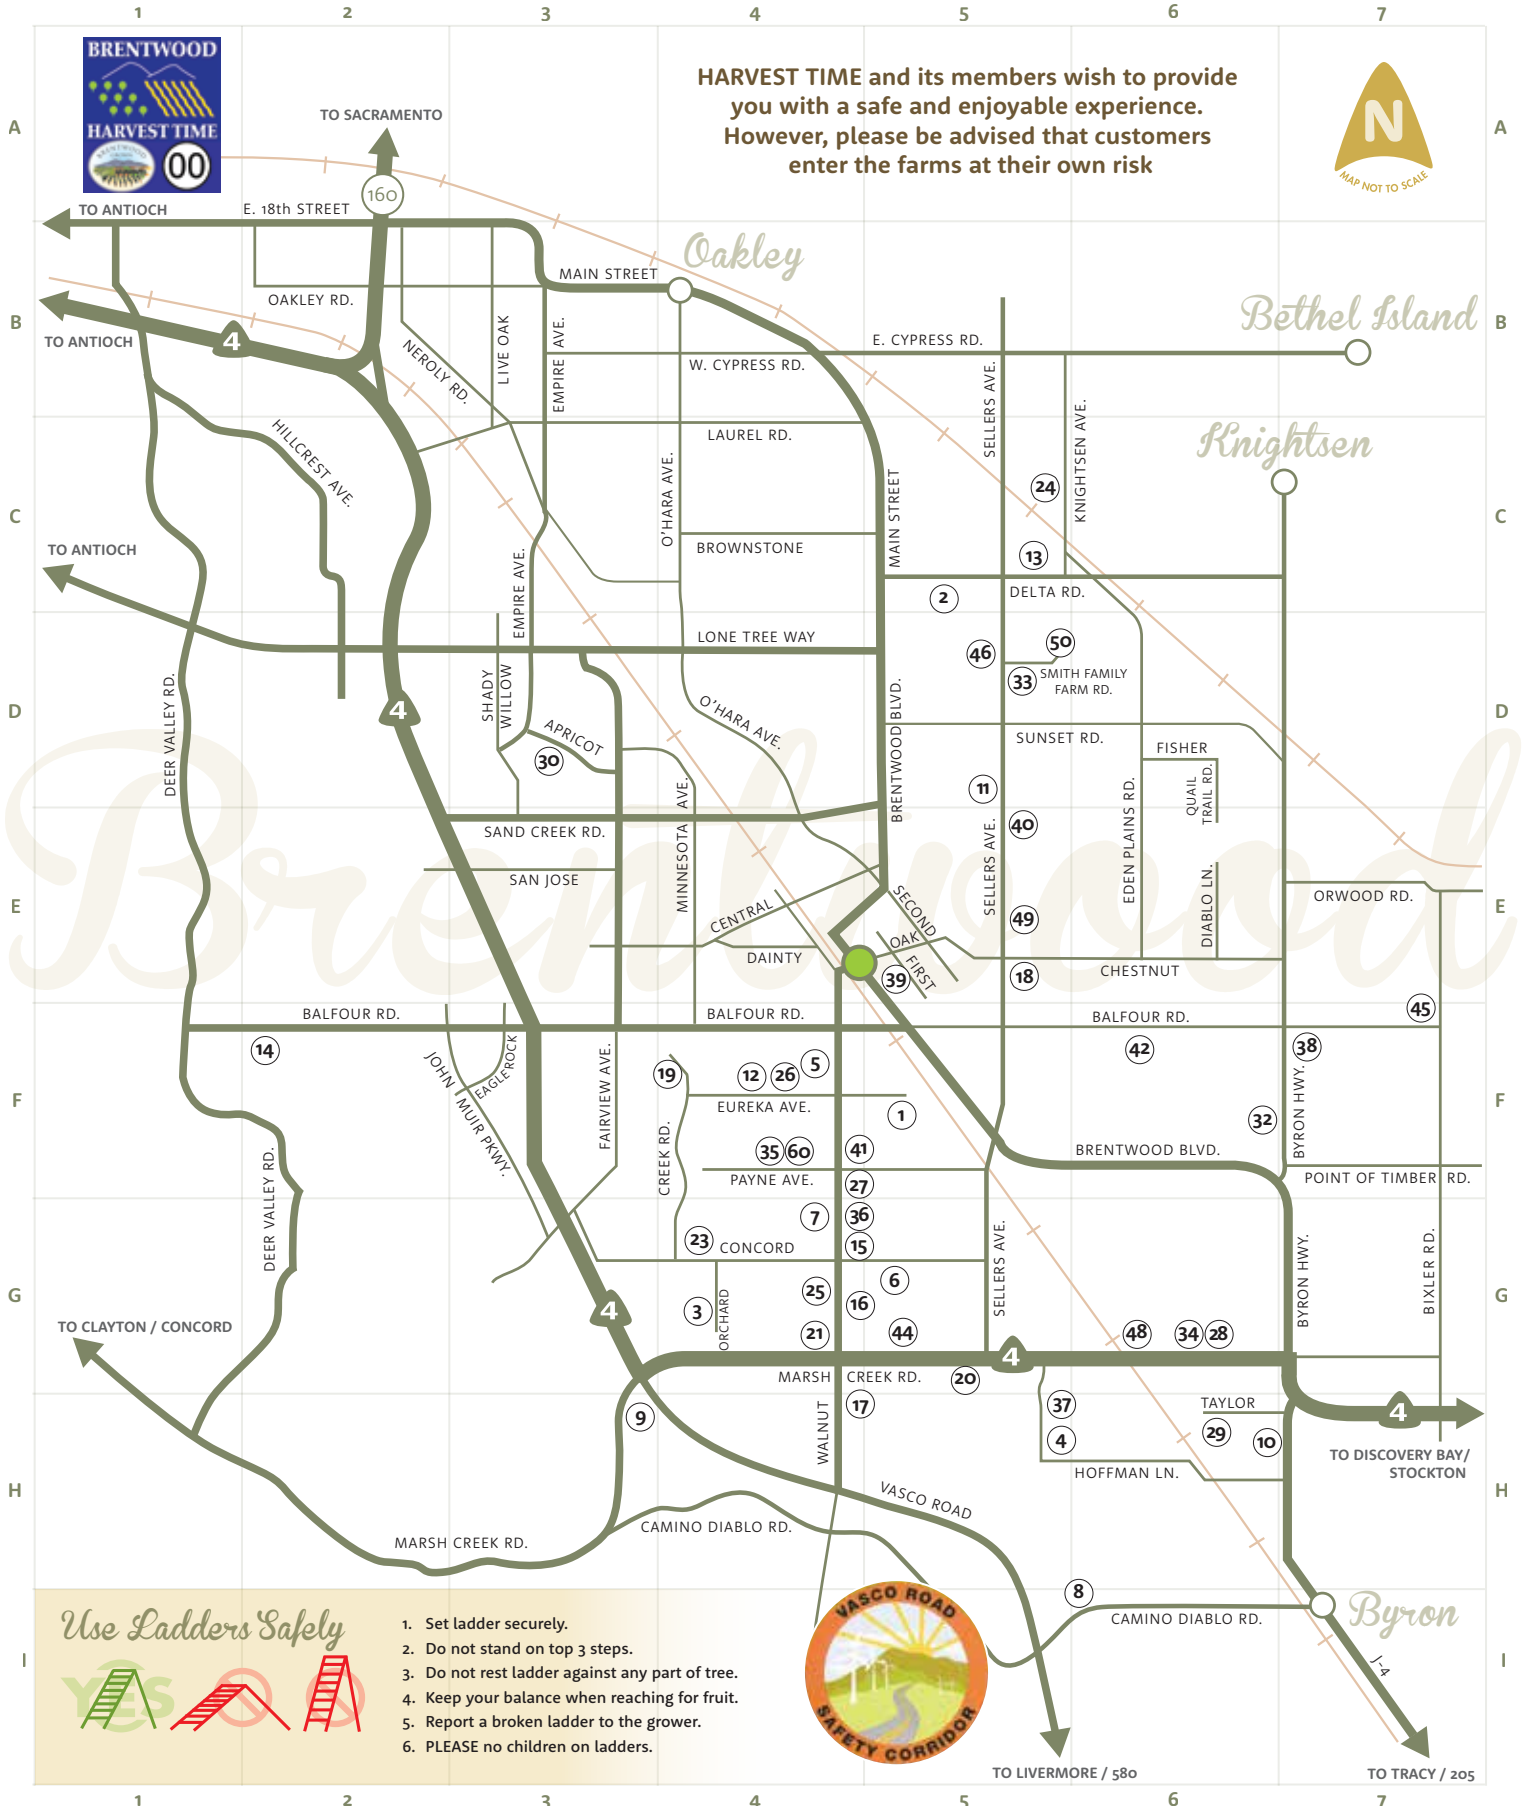 1 2 3 4 5 6 7
BRENTWOOD
HARVEST TIME
BRENTWOOD
00
HARVEST TIME and its members wish to provide
you with a safe and enjoyable experience.
However, please be advised that customers
enter the farms at their own risk
N
MAP NOT TO SCALE
A
A
TO SACRAMENTO
160
TO ANTIOCH
E. 18th STREET
Oakley
MAIN STREET
OAKLEY RD.
Bethel Island
B
B
TO ANTIOCH
4
NEROLY RD.
LIVE OAK
EMPIRE AVE.
W. CYPRESS RD.
E. CYPRESS RD.
SELLERS AVE.
KNIGHTSEN AVE.
LAUREL RD.
Knightsen
HILLCREST AVE.
O'HARA AVE.
MAIN STREET
24
C
C
BROWNSTONE
TO ANTIOCH
13
EMPIRE AVE.
2
DELTA RD.
LONE TREE WAY
46
50
33
SMITH FAMILY
FARM RD.
SHADY
WILLOW
DEER VALLEY RD.
D
D
4
O'HARA AVE.
BRENTWOOD BLVD.
APRICOT
30
SUNSET RD.
FISHER
QUAIL
TRAIL RD.
11
40
MINNESOTA AVE.
SAND CREEK RD.
SELLERS AVE.
EDEN PLAINS RD.
Brentwood
SAN JOSE
ORWOOD RD.
E
E
CENTRAL
SECOND
49
DIABLO LN.
OAK
FIRST
DAINTY
39
18
CHESTNUT
45
BALFOUR RD.
BALFOUR RD.
BALFOUR RD.
14
JOHN
MUIR PKWY.
EAGLE ROCK
FAIRVIEW AVE.
19
12
26
5
42
38
F
F
EUREKA AVE.
1
32
BYRON HWY.
CREEK RD.
35
60
41
BRENTWOOD BLVD.
PAYNE AVE.
27
POINT OF TIMBER RD.
DEER VALLEY RD.
7
36
23
CONCORD
15
SELLERS AVE.
BYRON HWY.
BIXLER RD.
G
G
25
6
16
4
3
ORCHARD
21
44
48
34
28
TO CLAYTON / CONCORD
4
MARSH CREEK RD.
20
9
WALNUT
17
37
TAYLOR
4
4
29
10
TO DISCOVERY BAY/
STOCKTON
HOFFMAN LN.
H
H
VASCO ROAD
MARSH CREEK RD.
CAMINO DIABLO RD.
8
CAMINO DIABLO RD.
Byron
I
I
J-4
Use Ladders Safely
YES
1. Set ladder securely.
2. Do not stand on top 3 steps.
3. Do not rest ladder against any part of tree.
4. Keep your balance when reaching for fruit.
5. Report a broken ladder to the grower.
6. PLEASE no children on ladders.
VASCO ROAD
SAFETY CORRIDOR
TO LIVERMORE / 580
TO TRACY / 205
1 2 3 4 5 6 7